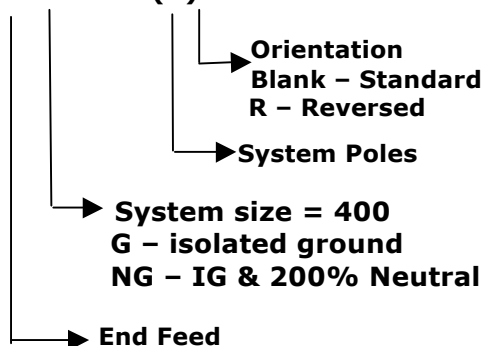 Orientation
Blank – Standard
R – Reversed
System Poles
System size = 400
G – isolated ground
NG – IG & 200% Neutral
End Feed